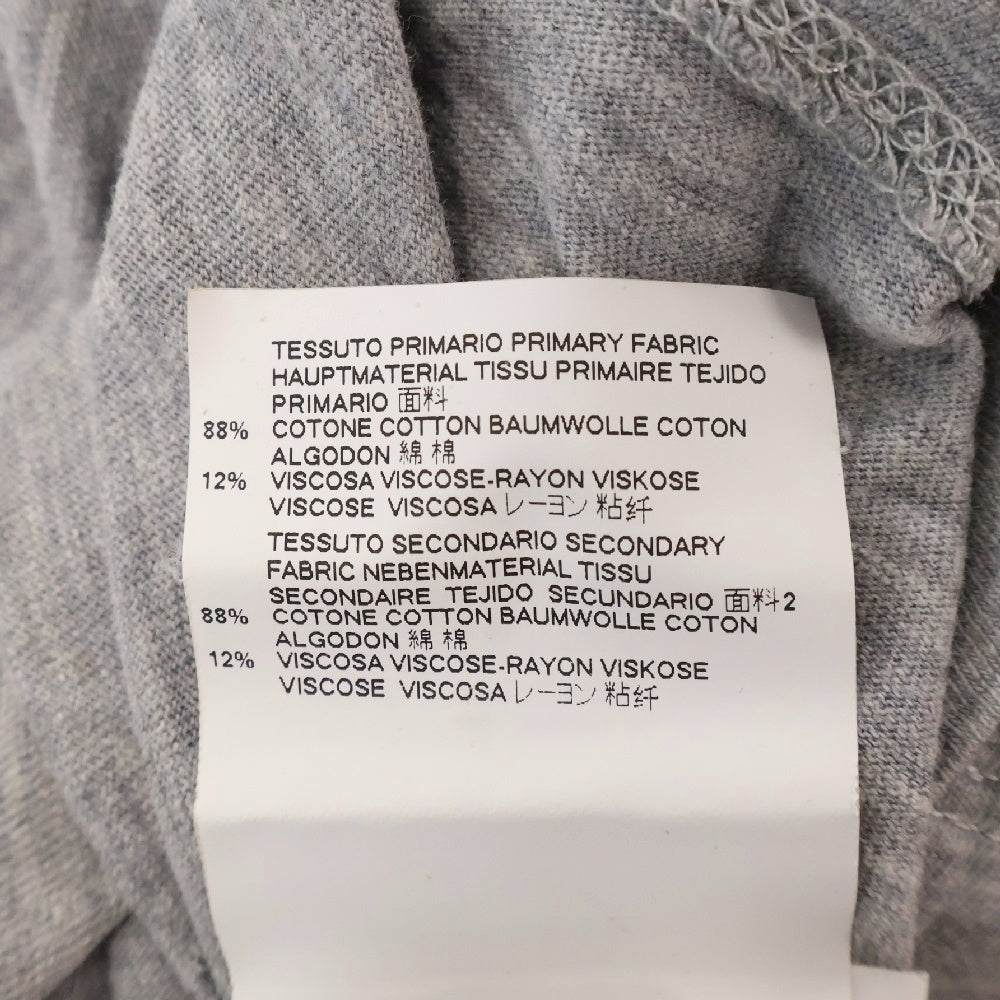 TESSUTO PRIMARIO PRIMARY FABRIC
HAUPTMATERIAL TISSU PRIMAIRE TEJIDO
PRIMARIO 面料
88% COTONE COTTON BAUMWOLLE COTON
ALGODON 綿 棉
12% VISCOSA VISCOSE-RAYON VISKOSE
VISCOSE VISCOSA レーヨン 粘纤
TESSUTO SECONDARIO SECONDARY
FABRIC NEBENMATERIAL TISSU
SECONDAIRE TEJIDO SECUNDARIO 面料2
88% COTONE COTTON BAUMWOLLE COTON
ALGODON 綿 棉
12% VISCOSA VISCOSE-RAYON VISKOSE
VISCOSE VISCOSA レーヨン 粘纤